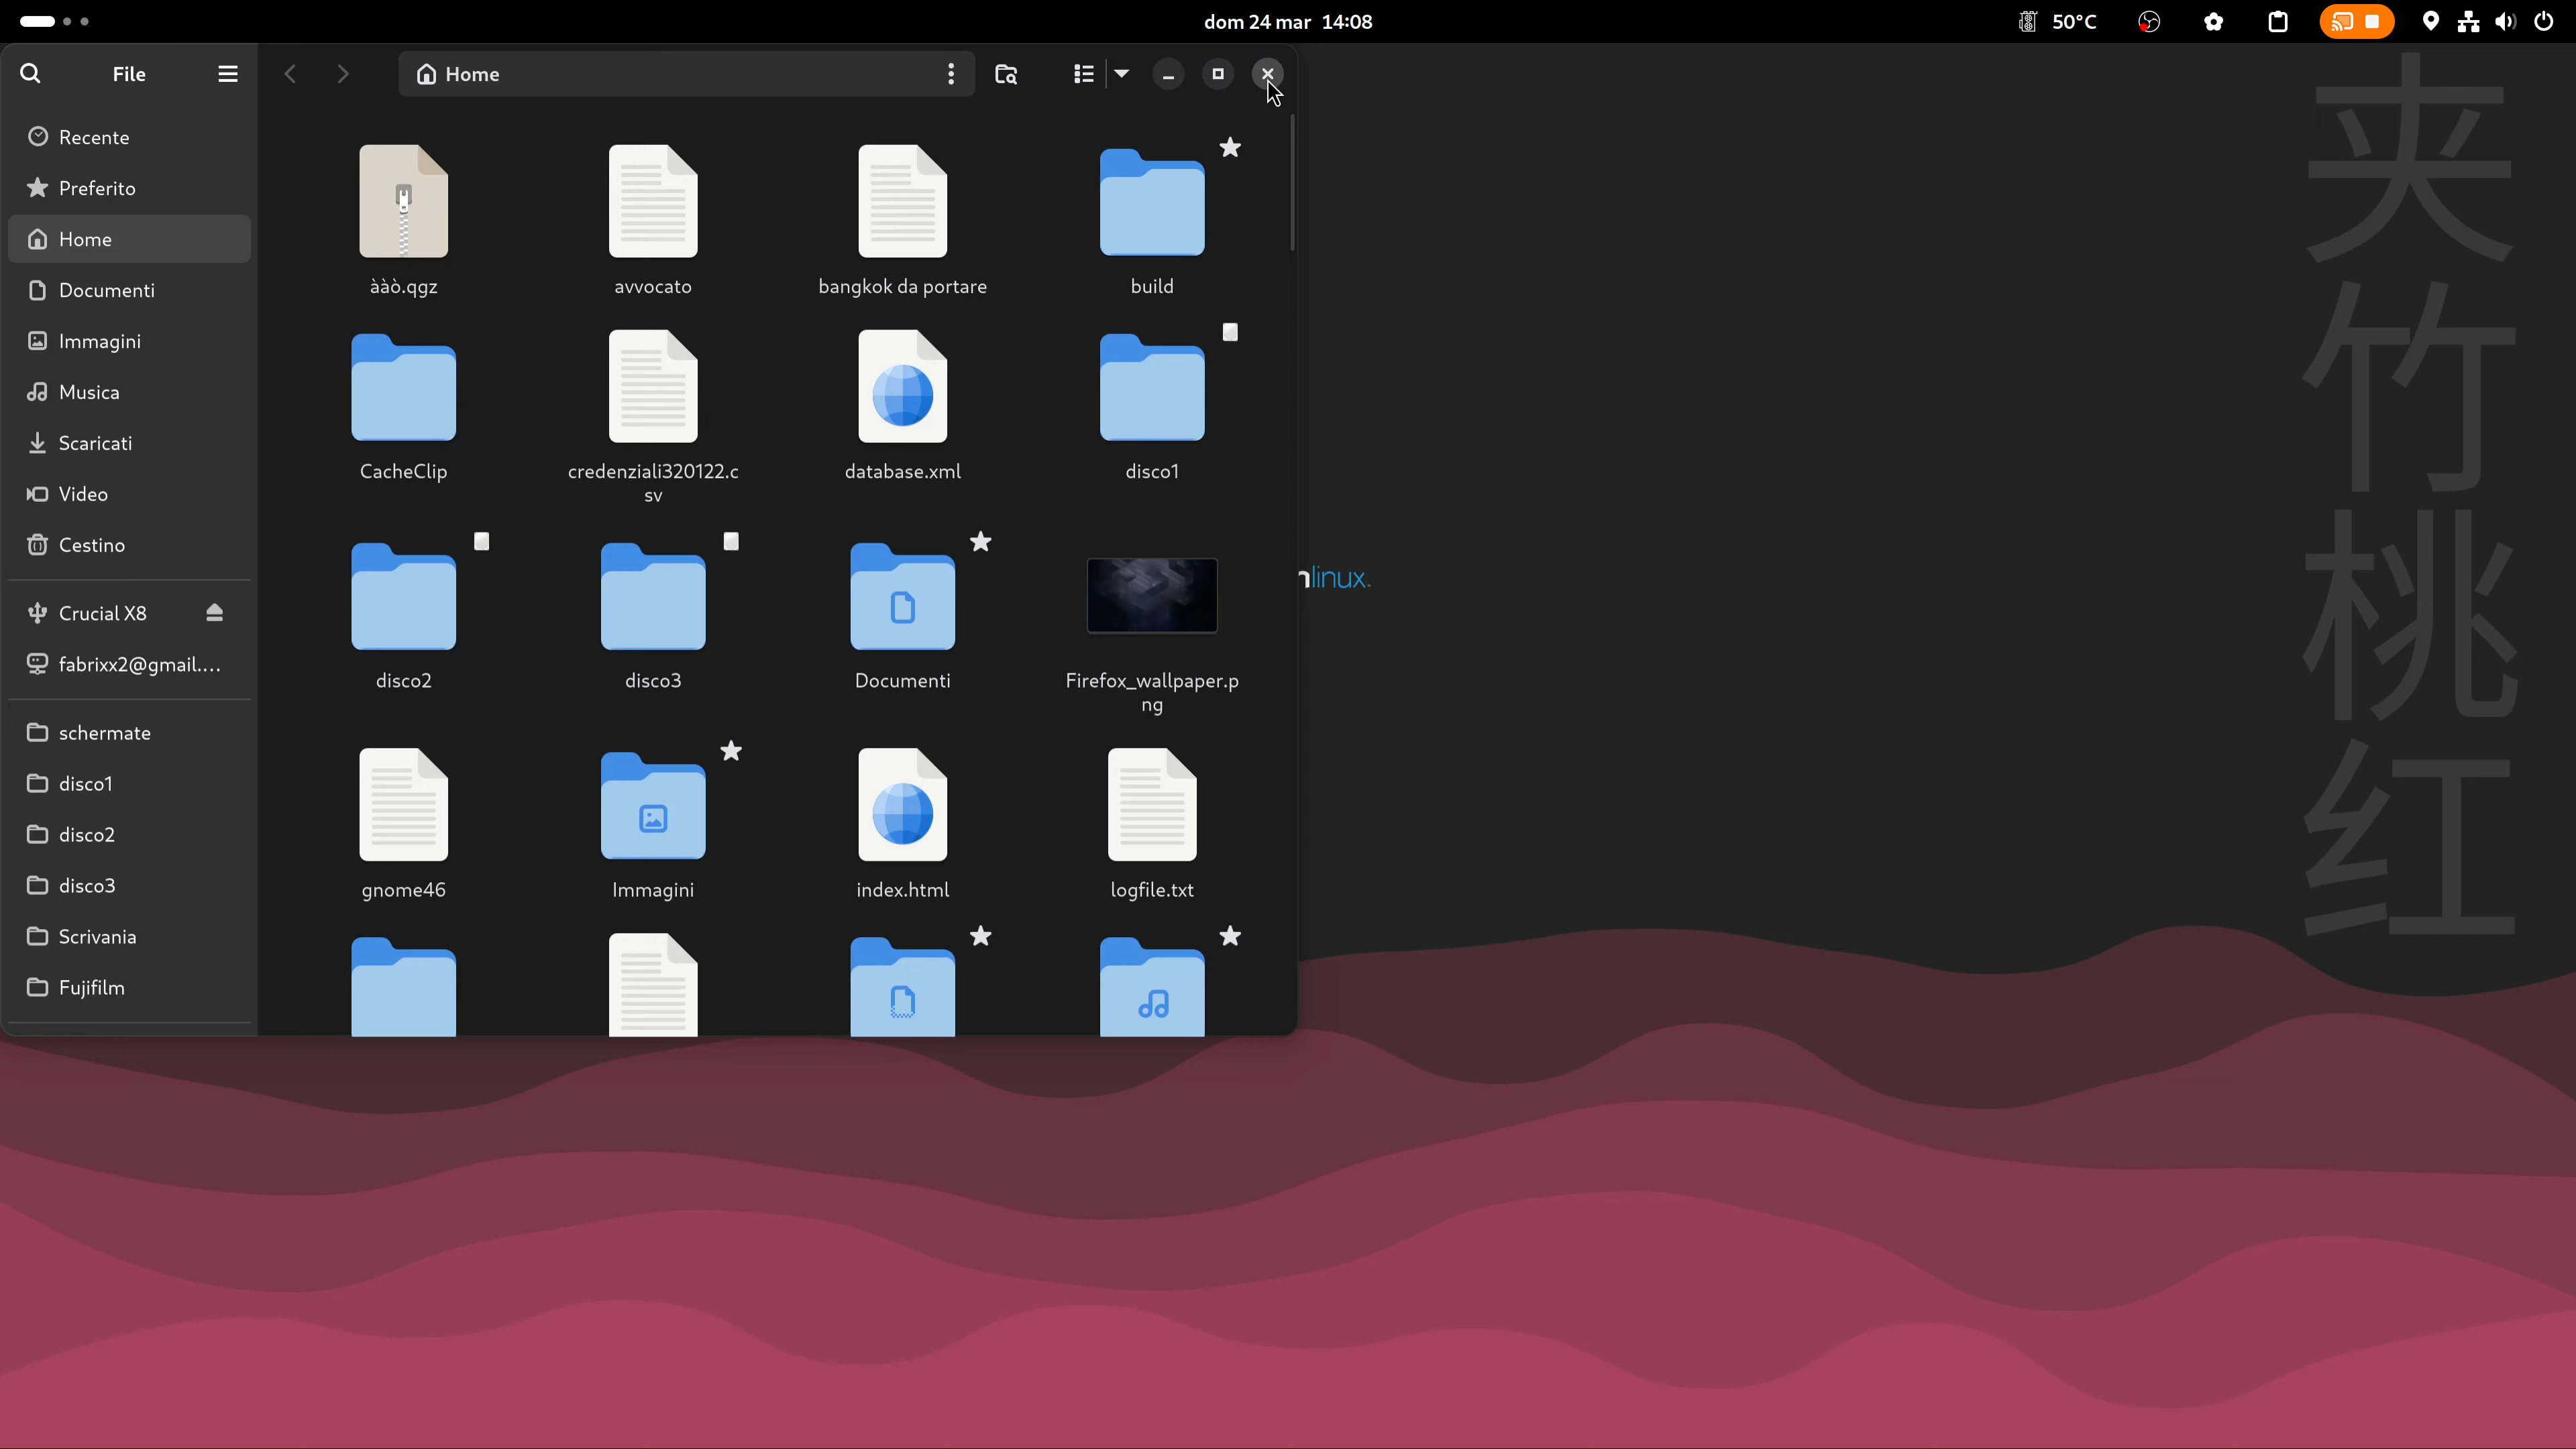 dom 24 mar 14:08
50°C
File
Home
Recente
Preferito
Home
Documenti
Immagini
Musica
Scaricati
Video
Cestino
Crucial X8
fabrixx2@gmail....
schermate
disco1
disco2
disco3
Scrivania
Fujifilm
ààò.qgz
avvocato
bangkok da portare
build
CacheClip
credenziali320122.c
sv
database.xml
disco1
disco2
disco3
Documenti
Firefox_wallpaper.p
ng
gnome46
Immagini
index.html
logfile.txt
linux.
夹
竹
桃
红